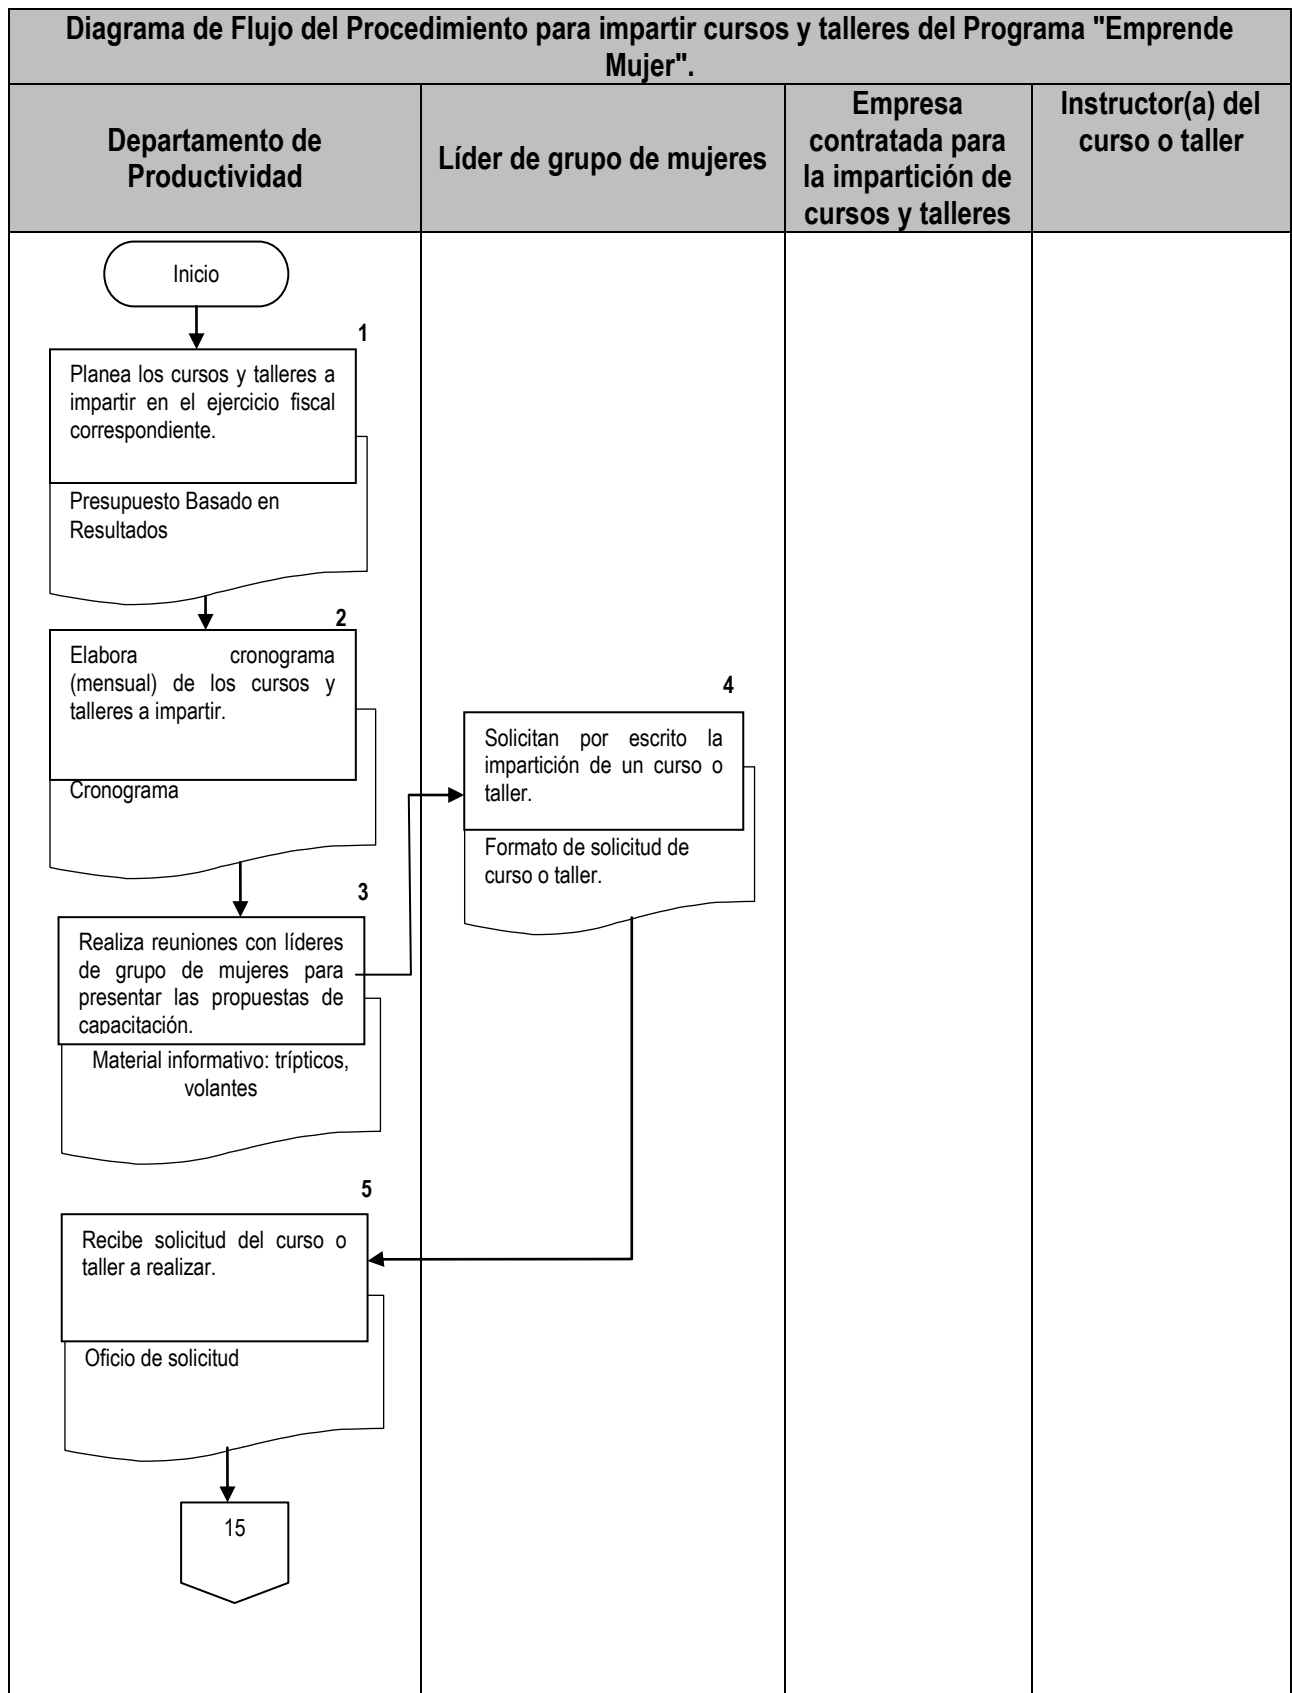 Diagrama de Flujo del Procedimiento para impartir cursos y talleres del Programa "Emprende
Mujer".
Departamento de
Productividad
Líder de grupo de mujeres
Empresa
contratada para
la impartición de
cursos y talleres
Instructor(a) del
curso o taller
Inicio
1
Planea los cursos y talleres a
impartir en el ejercicio fiscal
correspondiente.
Presupuesto Basado en
Resultados
2
Elabora cronograma
(mensual) de los cursos y
talleres a impartir.
Cronograma
3
Realiza reuniones con líderes
de grupo de mujeres para
presentar las propuestas de
capacitación.
Material informativo: trípticos,
volantes
4
Solicitan por escrito la
impartición de un curso o
taller.
Formato de solicitud de
curso o taller.
5
Recibe solicitud del curso o
taller a realizar.
Oficio de solicitud
15